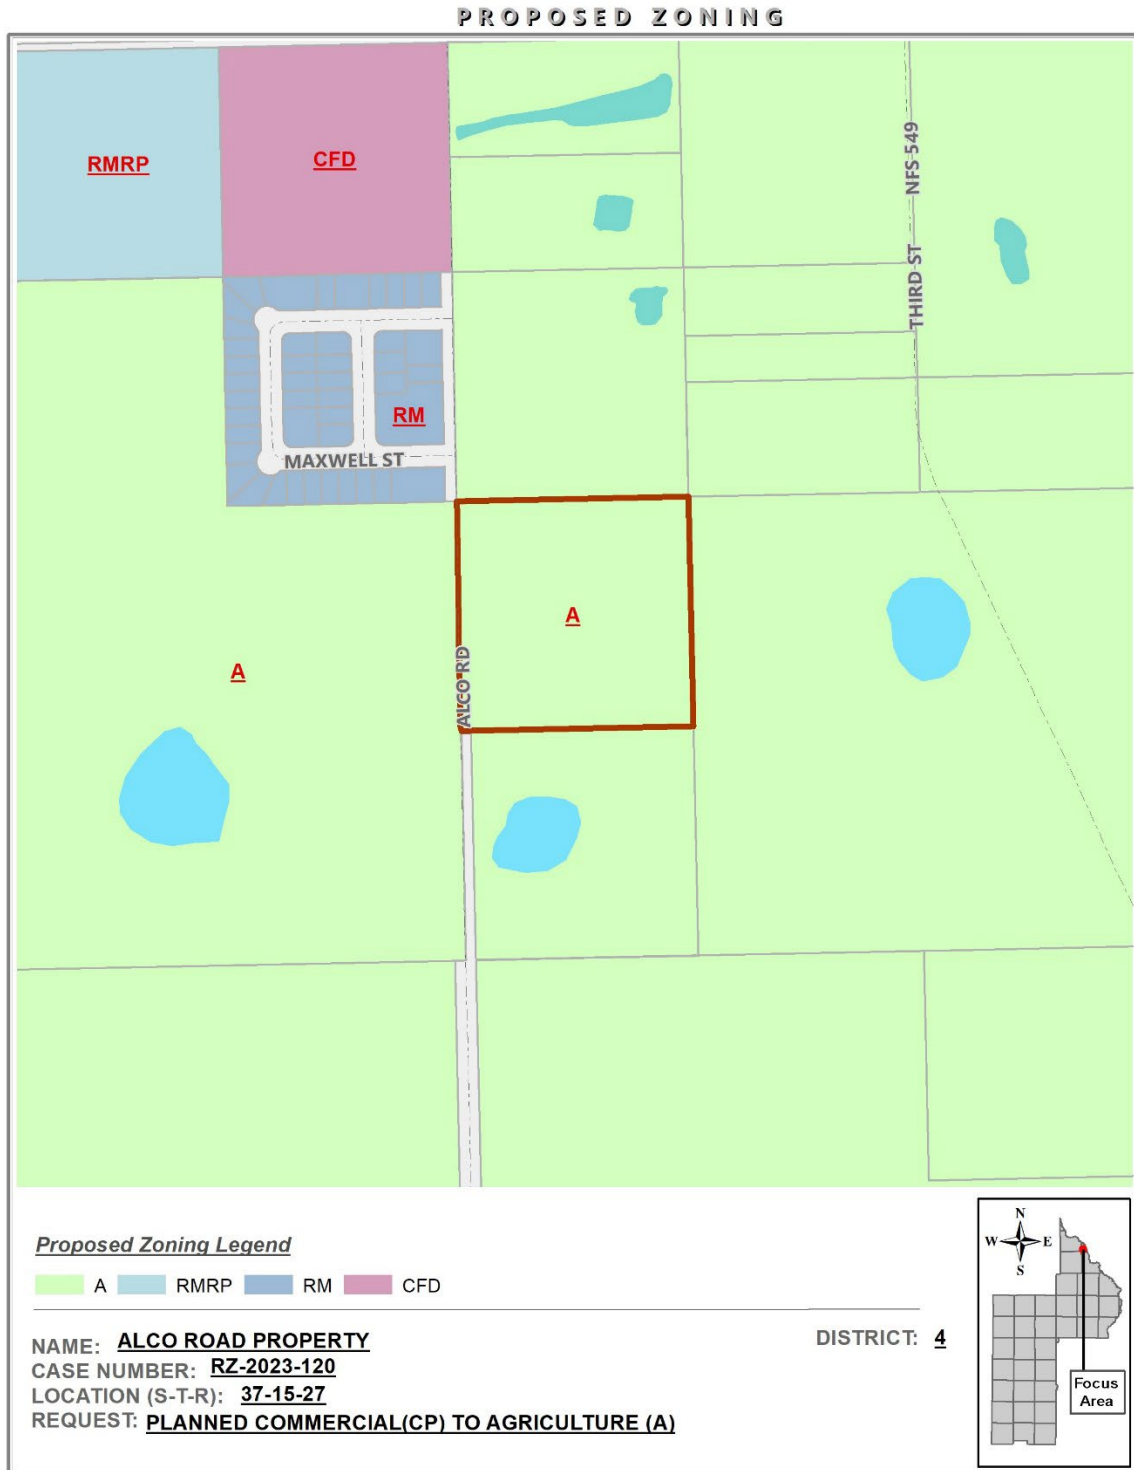 PROPOSED ZONING
RMRP
CFD
NFS 549
THIRD ST
RM
MAXWELL ST
A
A
ALCO RD
Proposed Zoning Legend
A RMRP RM CFD
N
W E
S
NAME: ALCO ROAD PROPERTY
DISTRICT: 4
CASE NUMBER: RZ-2023-120
LOCATION (S-T-R): 37-15-27
REQUEST: PLANNED COMMERCIAL(CP) TO AGRICULTURE (A)
Focus
Area